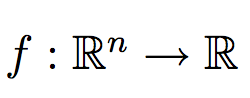 f : ℝⁿ → ℝ